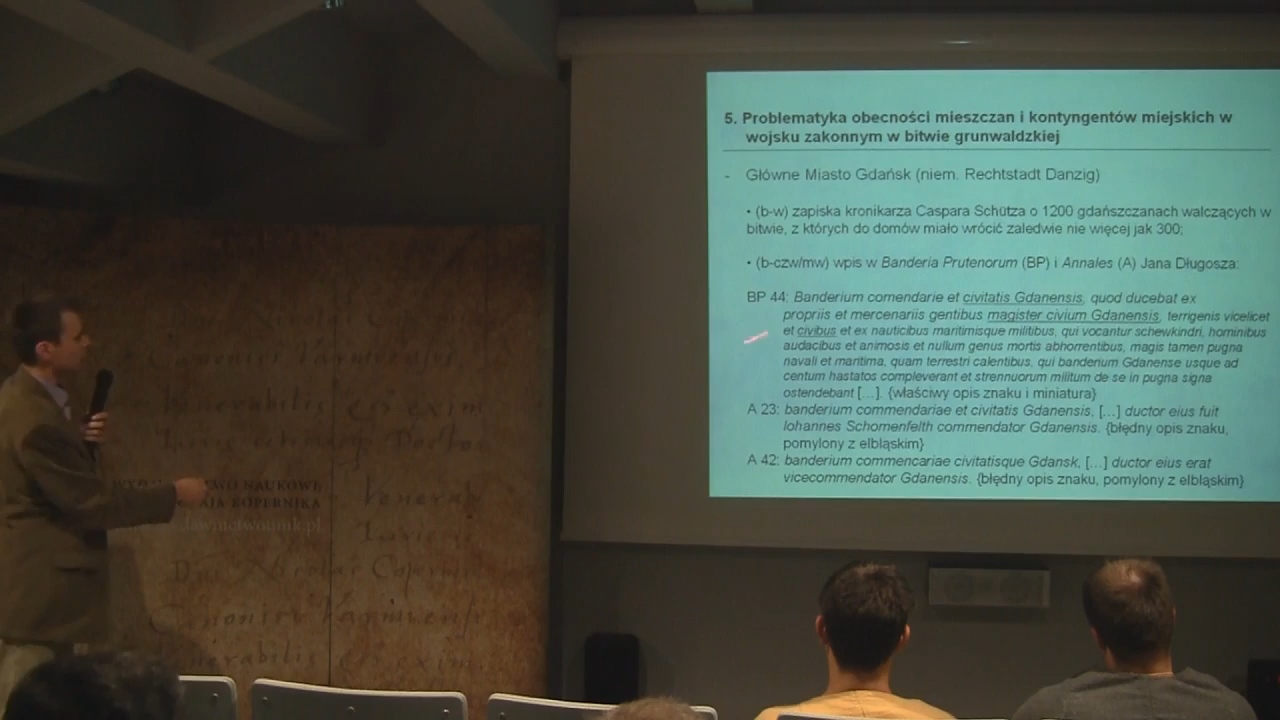 5. Problematyka obecności mieszczan i kontyngentów miejskich w
wojsku zakonnym w bitwie grunwaldzkiej
- Główne Miasto Gdańsk (niem. Rechtstadt Danzig)
• (b-w) zapiska kronikarza Caspara Schütza o 1200 gdańszczanach walczących w
bitwie, z których do domów miało wrócić zaledwie nie więcej jak 300;
• (b-czw/mw) wpis w Banderia Prutenorum (BP) i Annales (A) Jana Długosza:
BP 44: Banderium comendarie et civitatis Gdanensis, quod ducebat ex
propriis et mercenariis gentibus magister civium Gdanensis, terrigenis vicelicet
et civibus et ex nauticibus maritimisque militibus, qui vocantur schewkindri, hominibus
audacibus et animosis et nullum genus mortis abhorrentibus, magis tamen pugna
navali et maritima, quam terrestri calentibus, qui banderium Gdanense usque ad
centum hastatos compleverant et strennuorum militum de se in pugna signa
ostendebant [...]. {właściwy opis znaku i miniatura}
A 23: banderium commendariae et civitatis Gdanensis, [...] ductor eius fuit
Iohannes Schomenfelth commendator Gdanensis. {błędny opis znaku,
pomylony z elbląskim}
A 42: banderium commencariae civitatisque Gdansk, [...] ductor eius erat
vicecommendator Gdanensis. {błędny opis znaku, pomylony z elbląskim}
NAUKOWE
KOPERNIKA